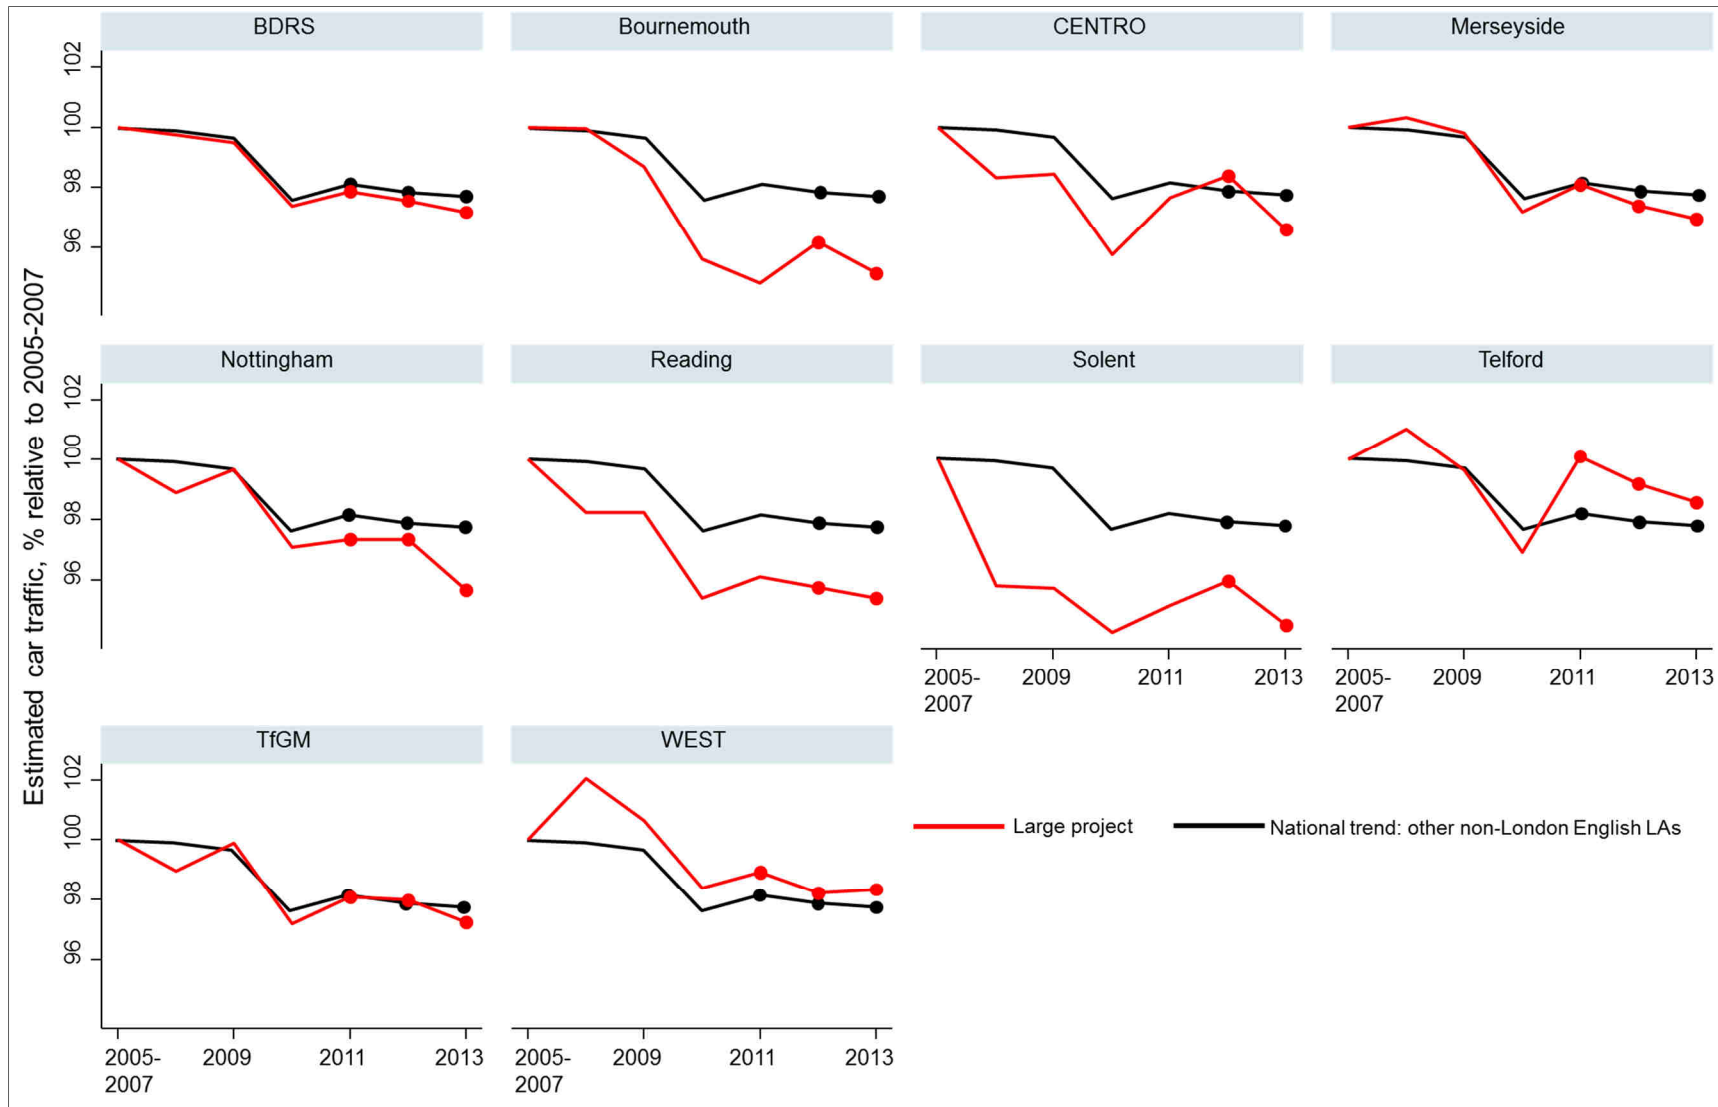 Estimated car traffic, % relative to 2005-2007
BDRS
Bournemouth
CENTRO
Merseyside
102
100
98
96
Nottingham
Reading
Solent
Telford
102
100
98
96
2005-
2007
2009
2011
2013
2005-
2007
2009
2011
2013
TfGM
WEST
102
100
98
96
Large project
National trend: other non-London English LAs
2005-
2007
2009
2011
2013
2005-
2007
2009
2011
2013